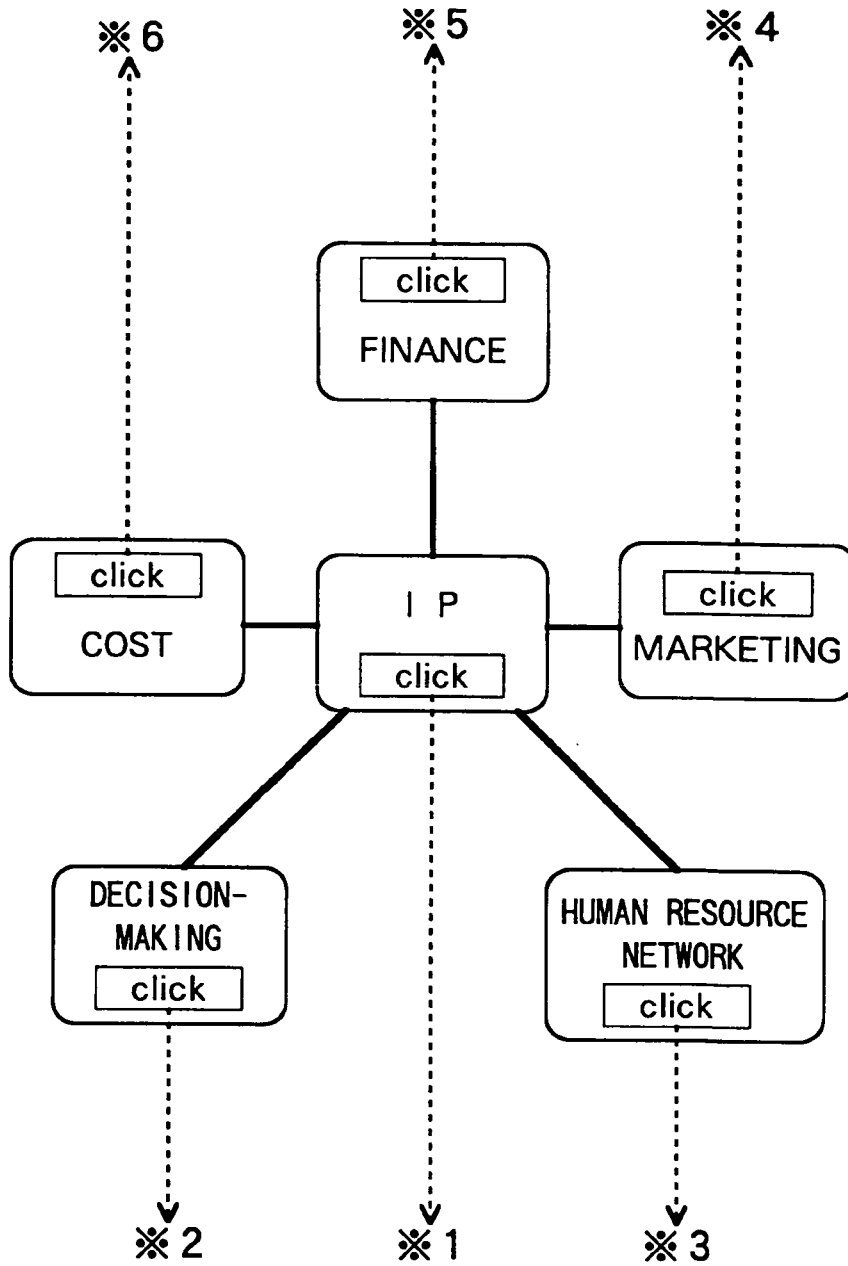 ※6
※5
※4
click
FINANCE
click
COST
I P
click
click
MARKETING
DECISION-
MAKING
click
HUMAN RESOURCE
NETWORK
click
※2
※1
※3